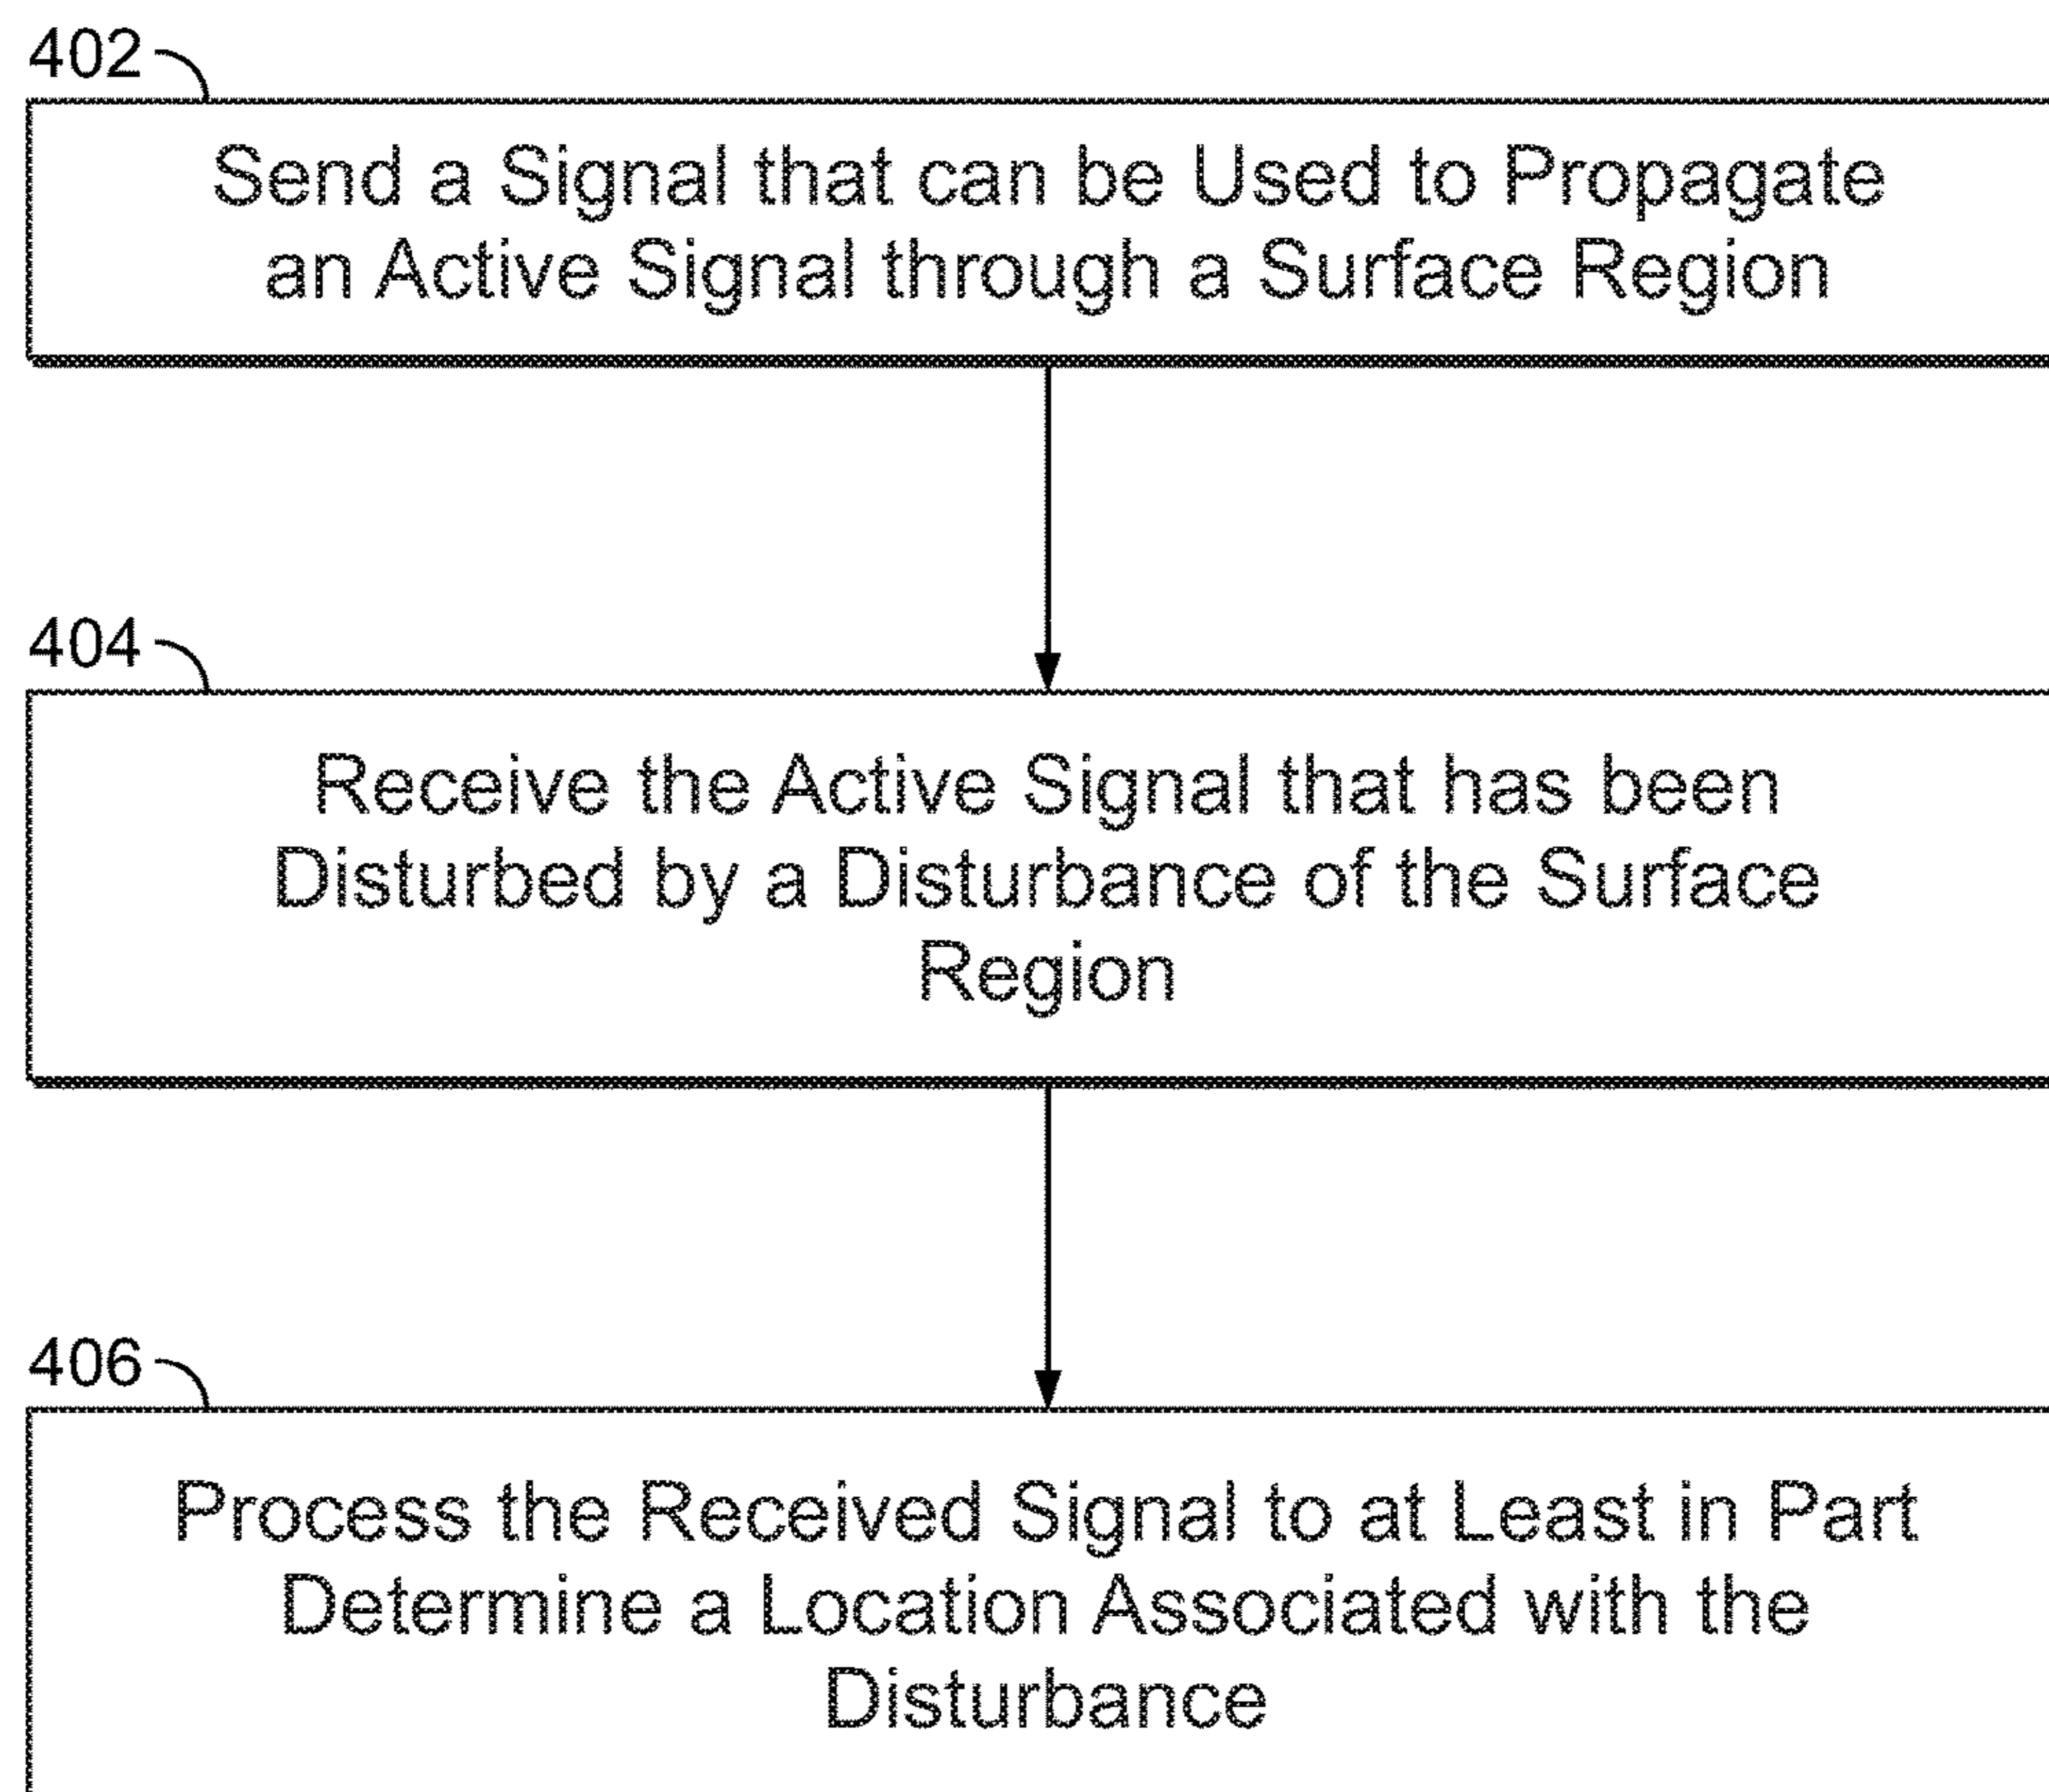 402
Send a Signal that can be Used to Propagate
an Active Signal through a Surface Region
404
Receive the Active Signal that has been
Disturbed by a Disturbance of the Surface
Region
406
Process the Received Signal to at Least in Part
Determine a Location Associated with the
Disturbance